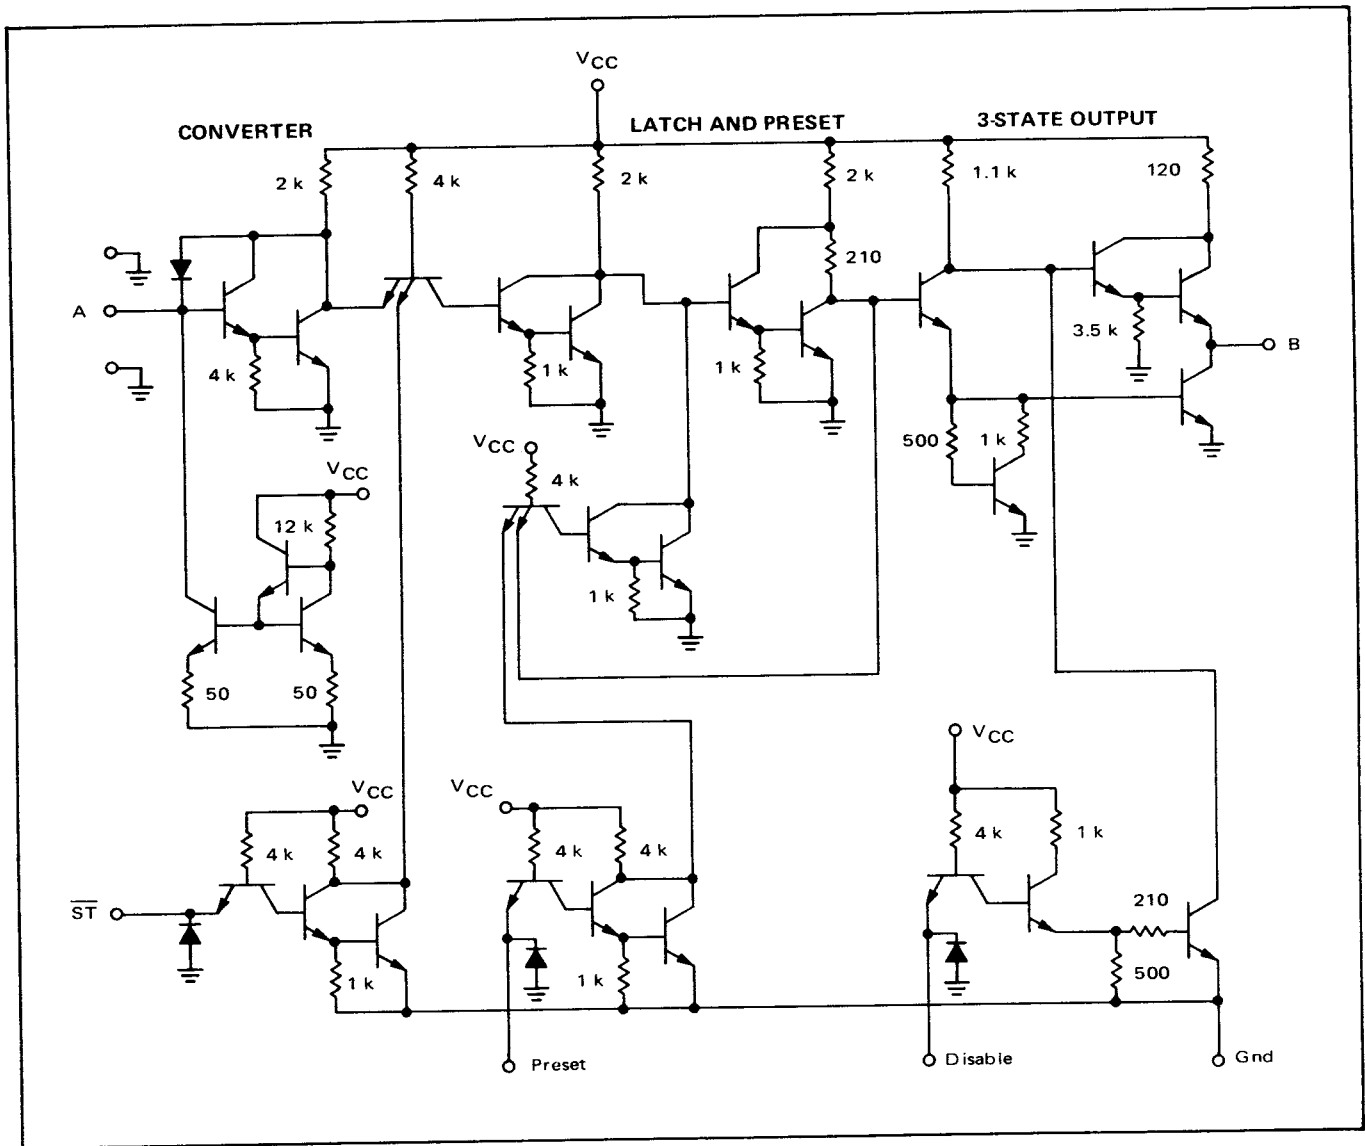 VCC
CONVERTER
LATCH AND PRESET
3-STATE OUTPUT
2 k
4 k
2 k
2 k
1.1 k
120
210
A
3.5 k
B
4 k
1 k
1 k
VCC
4 k
500
1 k
VCC
12 k
1 k
50
50
VCC
VCC
VCC
4 k
4 k
4 k
4 k
4 k
1 k
ST
210
1 k
1 k
500
Preset
Disable
Gnd